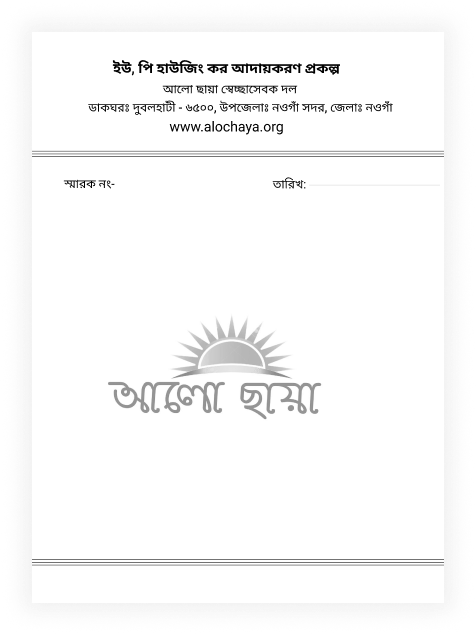 ইউ, পি হাউজিং কর আদায়করণ প্রকল্প
আলো ছায়া স্বেচ্ছাসেবক দল
ডাকঘরঃ দুবলহাটী - ৬৫০০, উপজেলাঃ নওগাঁ সদর, জেলাঃ নওগাঁ
www.alochaya.org
স্মারক নং- তারিখ:
আলো ছায়া